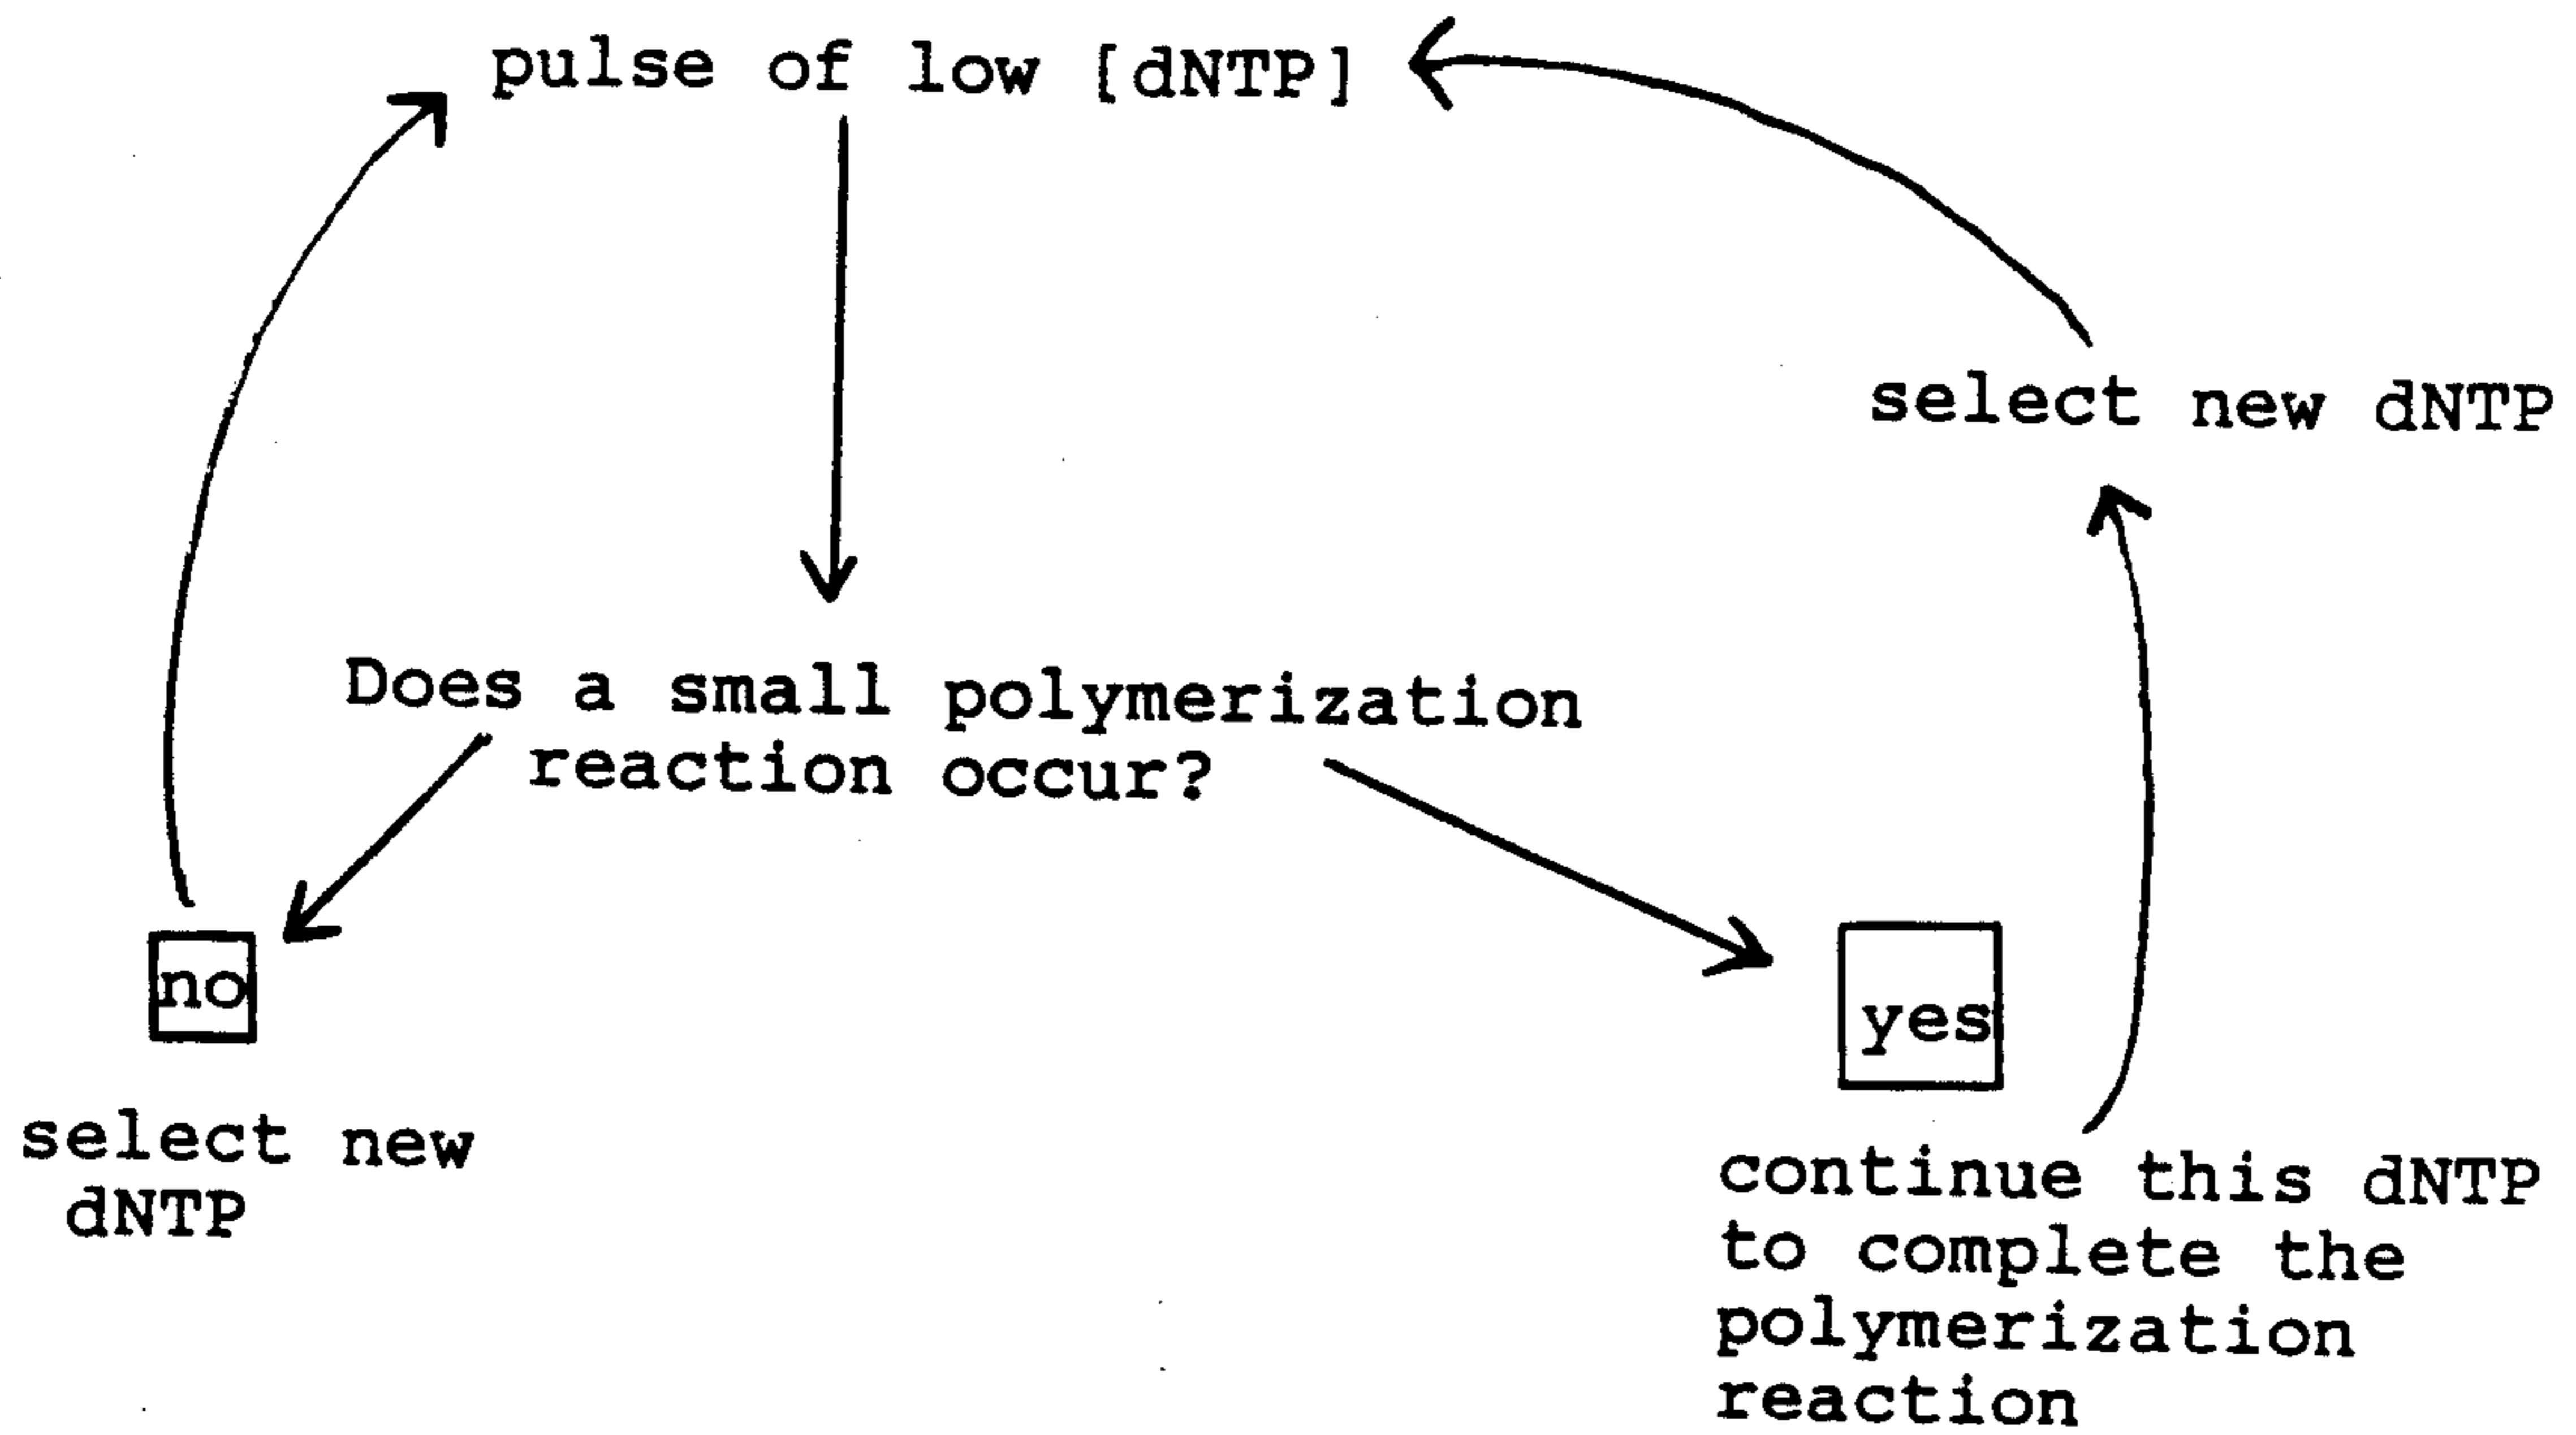 pulse of low [dNTP]
select new dNTP
Does a small polymerization
reaction occur?
no
yes
select new
dNTP
continue this dNTP
to complete the
polymerization
reaction